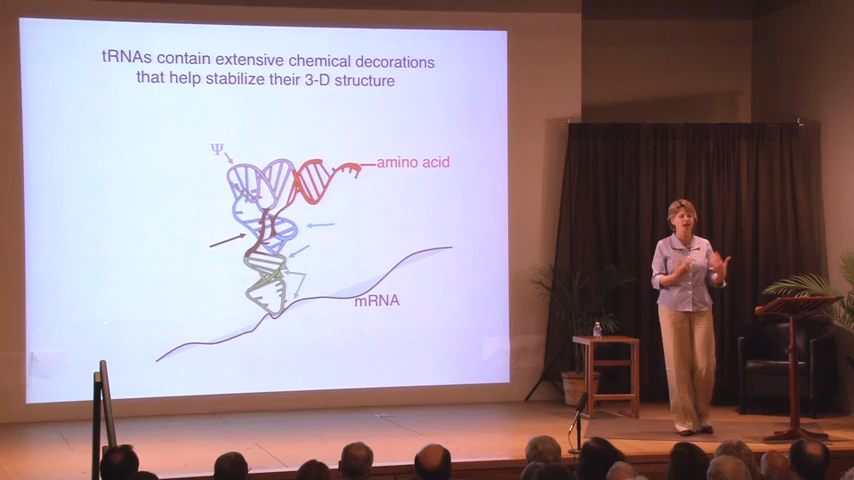 tRNAs contain extensive chemical decorations
that help stabilize their 3-D structure
Ψ
amino acid
mRNA